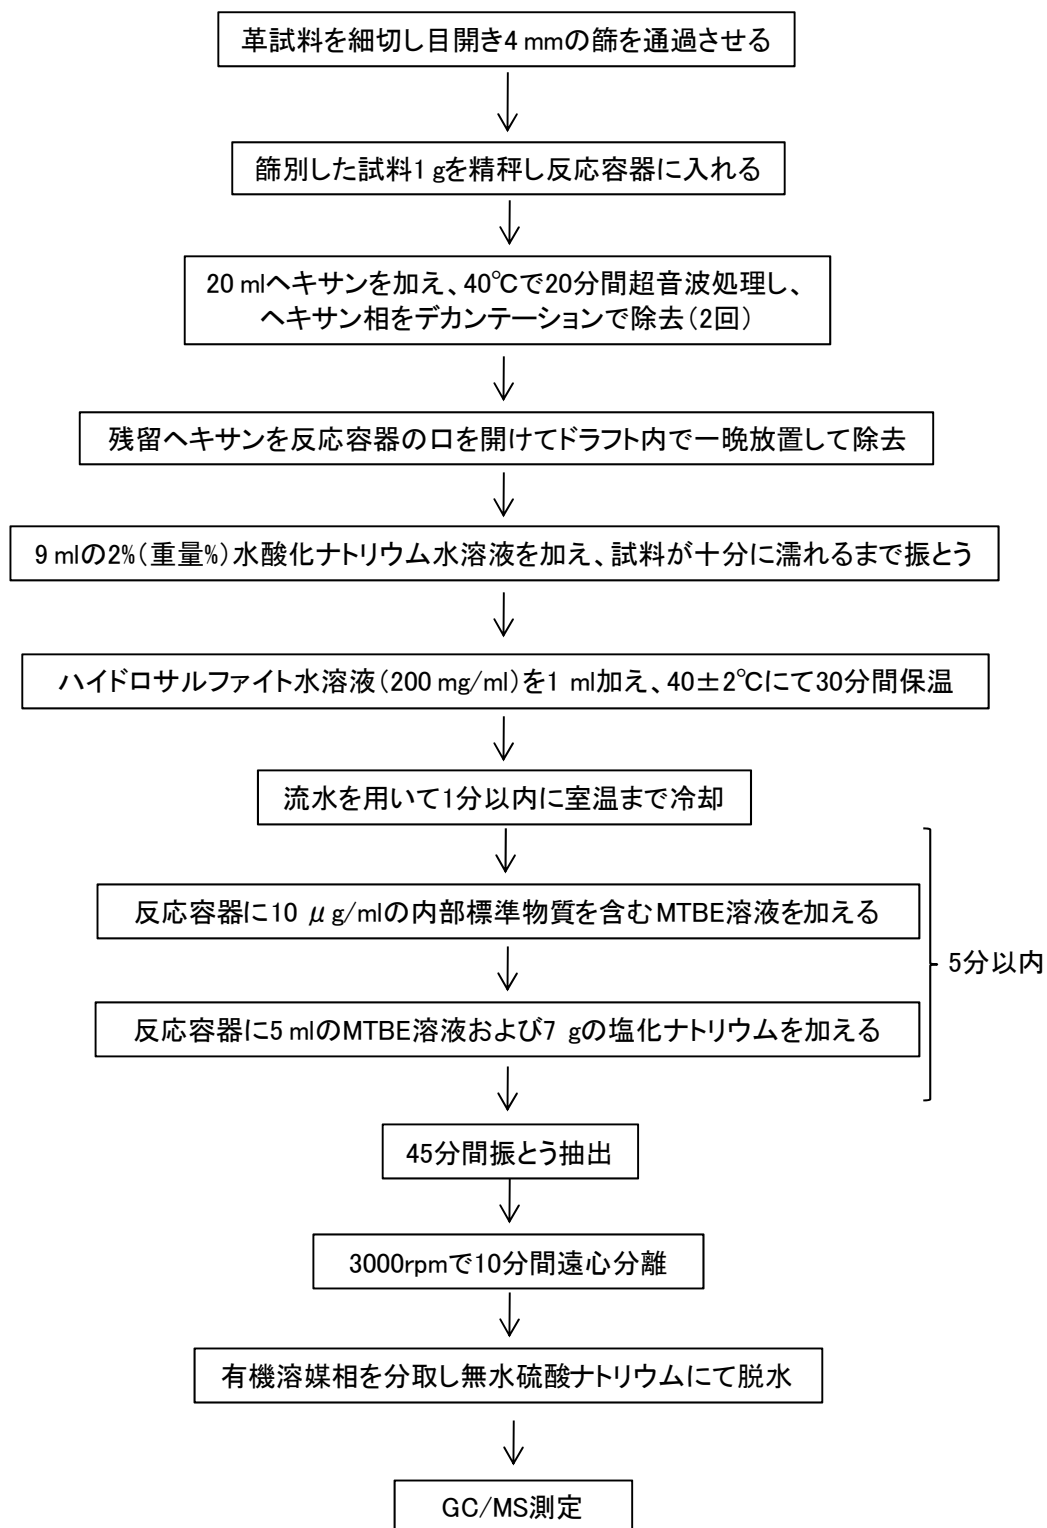 革試料を細切し目開き4 mmの篩を通過させる
篩別した試料1 gを精秤し反応容器に入れる
20 mlヘキサンを加え、40℃で20分間超音波処理し、
ヘキサン相をデカンテーションで除去（2回）
残留ヘキサンを反応容器の口を開けてドラフト内で一晩放置して除去
9 mlの2%（重量%）水酸化ナトリウム水溶液を加え、試料が十分に濡れるまで振とう
ハイドロサルファイト水溶液（200 mg/ml）を1 ml加え、40±2℃にて30分間保温
流水を用いて1分以内に室温まで冷却
反応容器に10 μg/mlの内部標準物質を含むMTBE溶液を加える
5分以内
反応容器に5 mlのMTBE溶液および7 gの塩化ナトリウムを加える
45分間振とう抽出
3000rpmで10分間遠心分離
有機溶媒相を分取し無水硫酸ナトリウムにて脱水
GC/MS測定